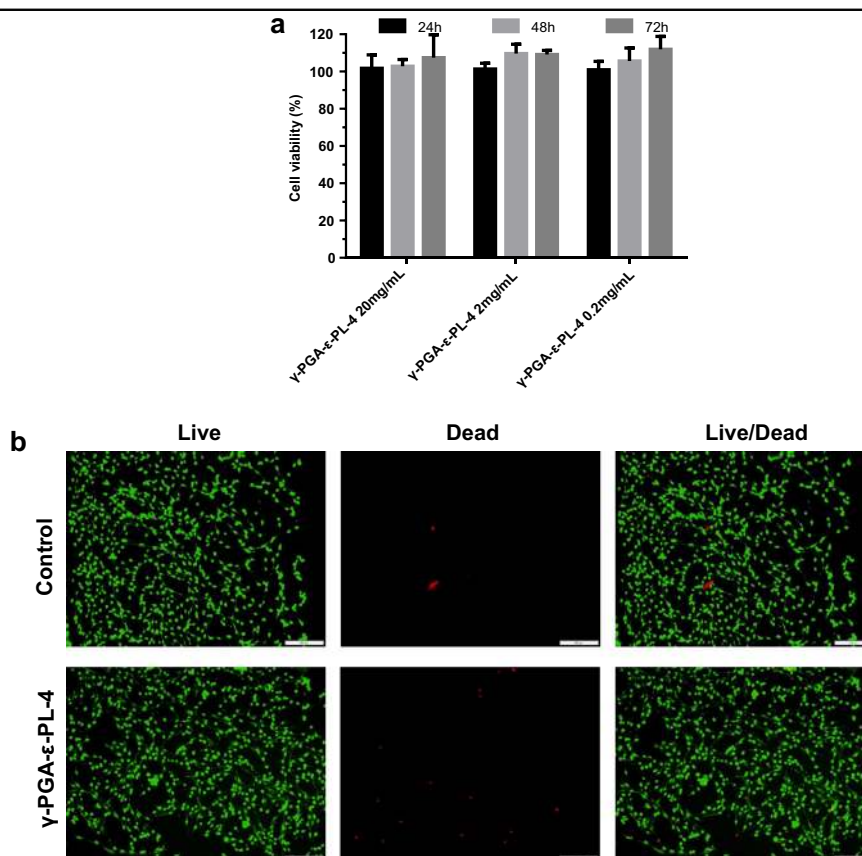 a
24h 48h 72h
120
100
80
60
40
20
0
Cell viability (%)
γ-PGA-ε-PL-4 20mg/mL
γ-PGA-ε-PL-4 2mg/mL
γ-PGA-ε-PL-4 0.2mg/mL
b
Live Dead Live/Dead
Control
γ-PGA-ε-PL-4